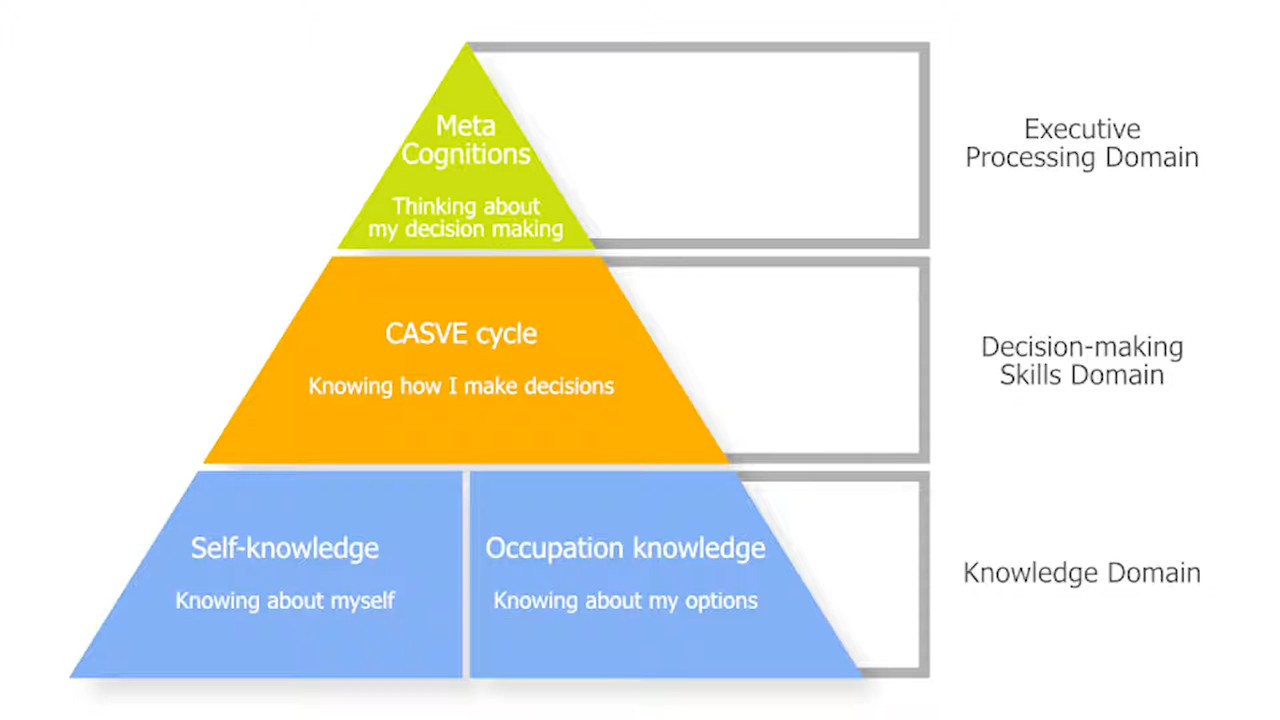 Meta
Cognitions
Thinking about
my decision making
Executive
Processing Domain
CASVE cycle
Knowing how I make decisions
Decision-making
Skills Domain
Self-knowledge
Knowing about myself
Occupation knowledge
Knowing about my options
Knowledge Domain